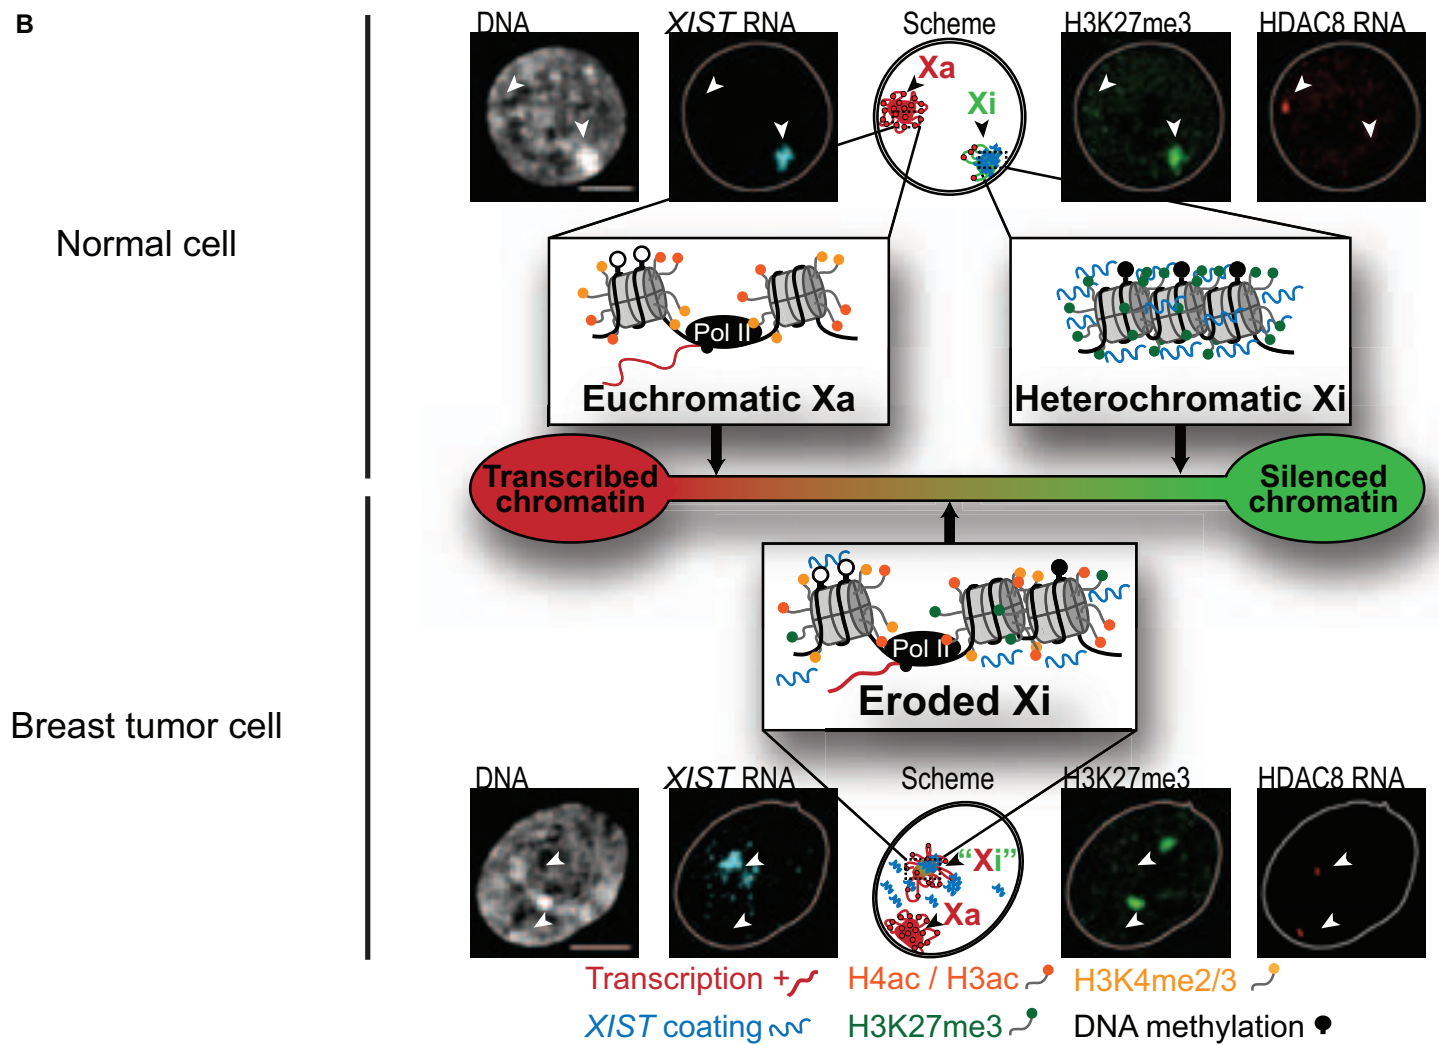 B
DNA
XIST RNA
Scheme
H3K27me3
HDAC8 RNA
Xa
Xi
Normal cell
Pol II
Euchromatic Xa
Heterochromatic Xi
Transcribed
chromatin
Silenced
chromatin
Pol II
Eroded Xi
Breast tumor cell
DNA
XIST RNA
Scheme
H3K27me3
HDAC8 RNA
“Xi”
Xa
Transcription +
H4ac / H3ac
H3K4me2/3
XIST coating
H3K27me3
DNA methylation